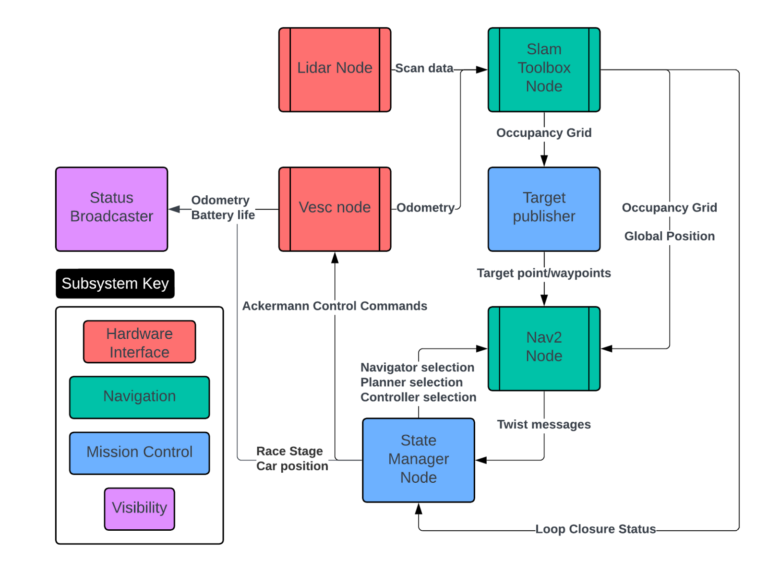 Lidar Node
Scan data
Slam
Toolbox
Node
Occupancy Grid
Status
Broadcaster
Odometry
Battery life
Vesc node
Odometry
Target
publisher
Occupancy Grid
Global Position
Target point/waypoints
Subsystem Key
Ackermann Control Commands
Hardware
Interface
Navigation
Mission Control
Visibility
Nav2
Node
Navigator selection
Planner selection
Controller selection
Twist messages
Race Stage
Car position
State
Manager
Node
Loop Closure Status